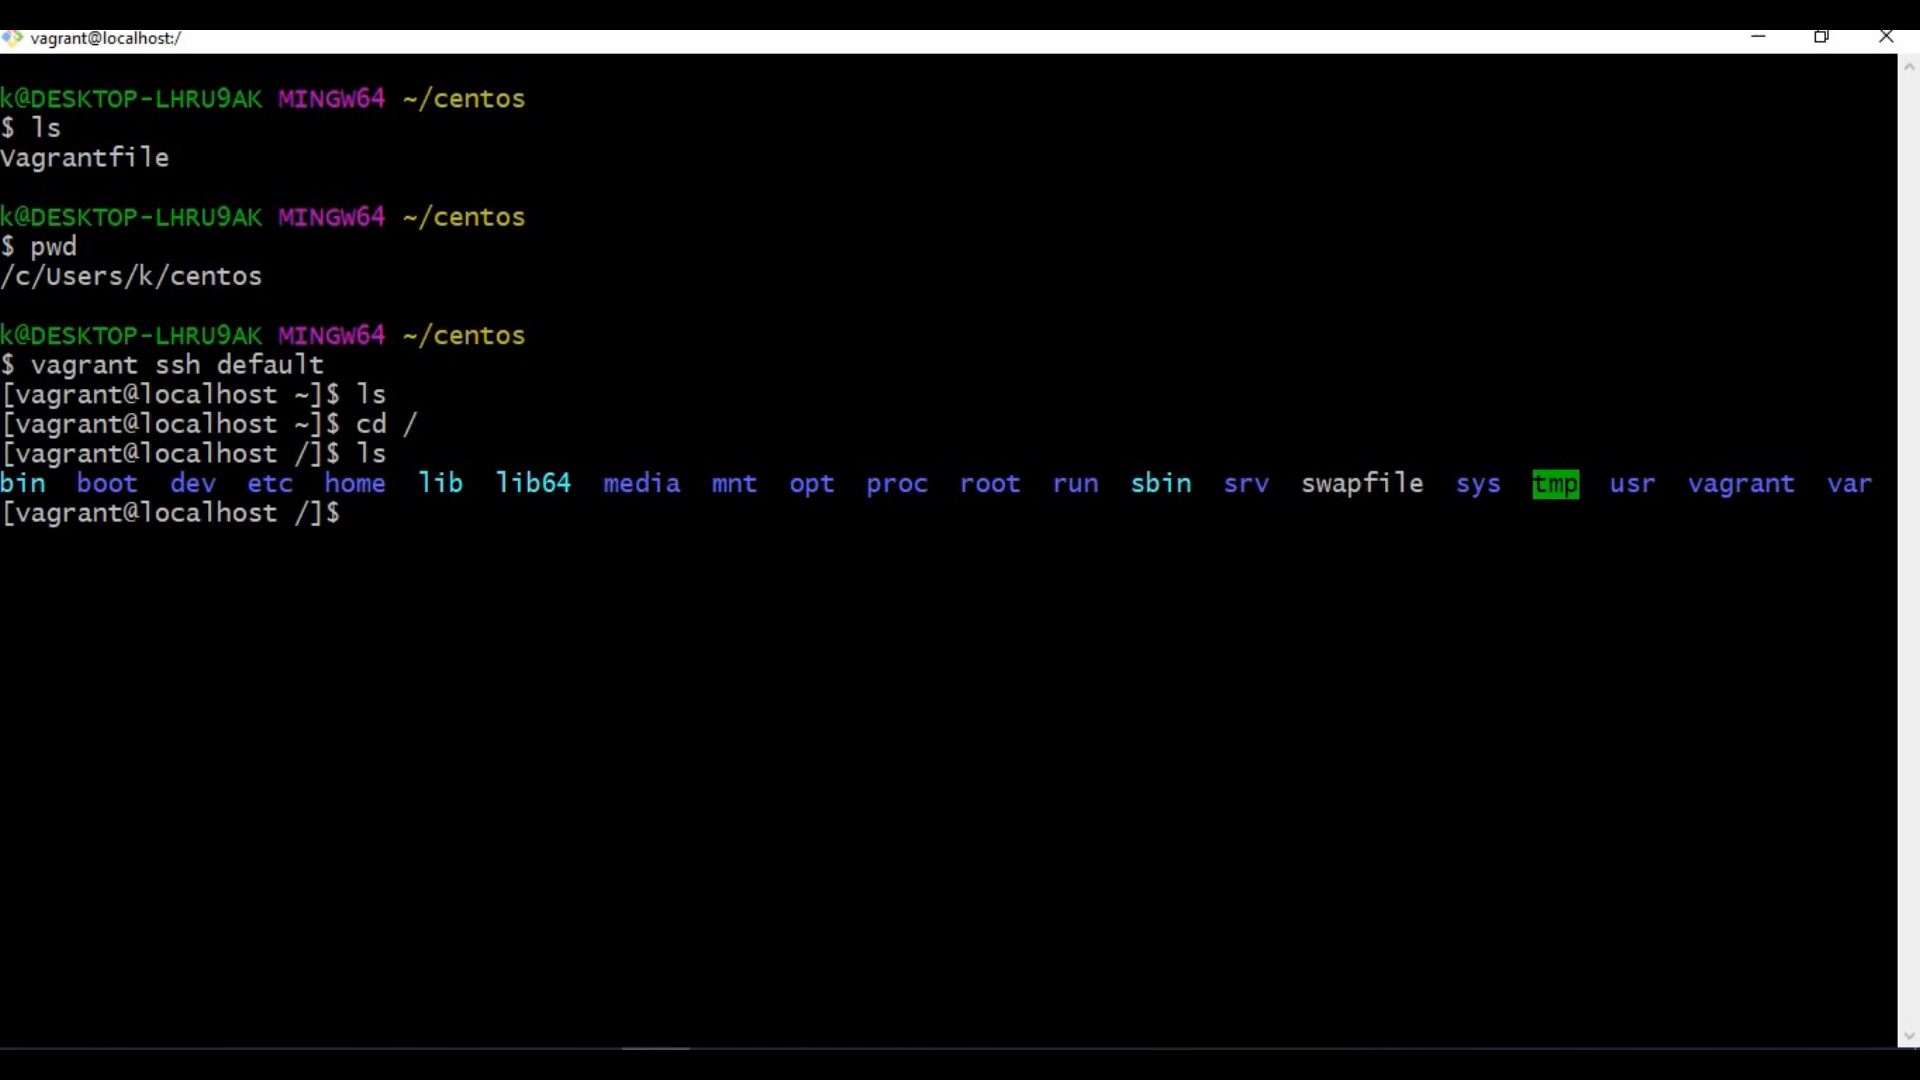 vagrant@localhost:/
k@DESKTOP-LHRU9AK MINGW64 ~/centos
$ ls
Vagrantfile
k@DESKTOP-LHRU9AK MINGW64 ~/centos
$ pwd
/c/Users/k/centos
k@DESKTOP-LHRU9AK MINGW64 ~/centos
$ vagrant ssh default
[vagrant@localhost ~]$ ls
[vagrant@localhost ~]$ cd /
[vagrant@localhost /]$ ls
bin boot dev etc home lib lib64 media mnt opt proc root run sbin srv swapfile sys tmp usr vagrant var
[vagrant@localhost /]$